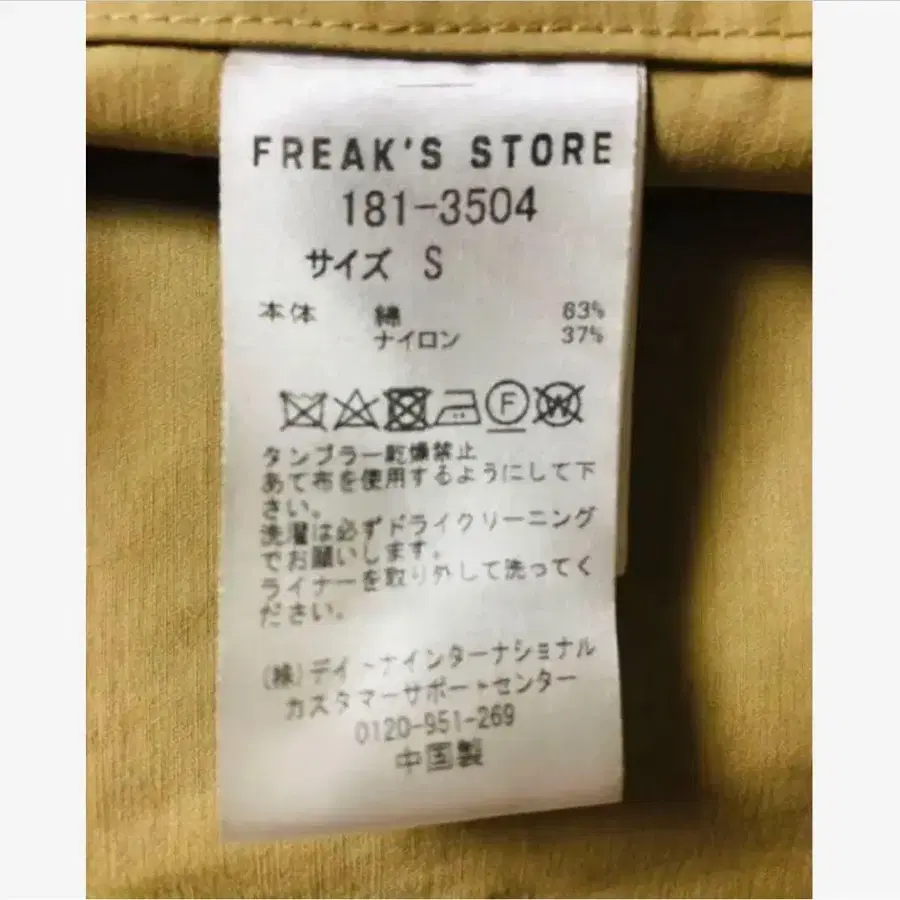 FREAK'S STORE
181-3504
サイズ S
本体 綿 63%
ナイロン 37%
F W
タンブラー乾燥禁止
あて布を使用するようにして下
さい。
洗濯は必ずドライクリーニング
でお願いします。
ライナーを取り外して洗ってく
ださい。
(株)デイトナインターナショナル
カスタマーサポートセンター
0120-951-269
中国製